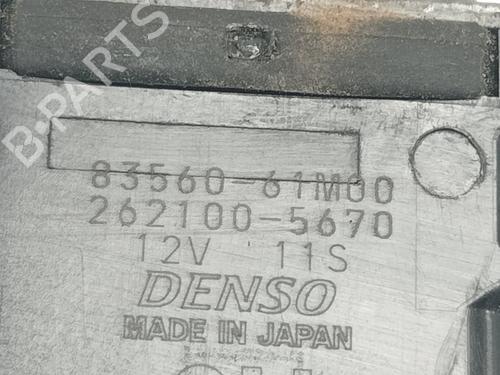 B-PARTS
83560-61M00
262100-5670
12V 11S
DENSO
MADE IN JAPAN